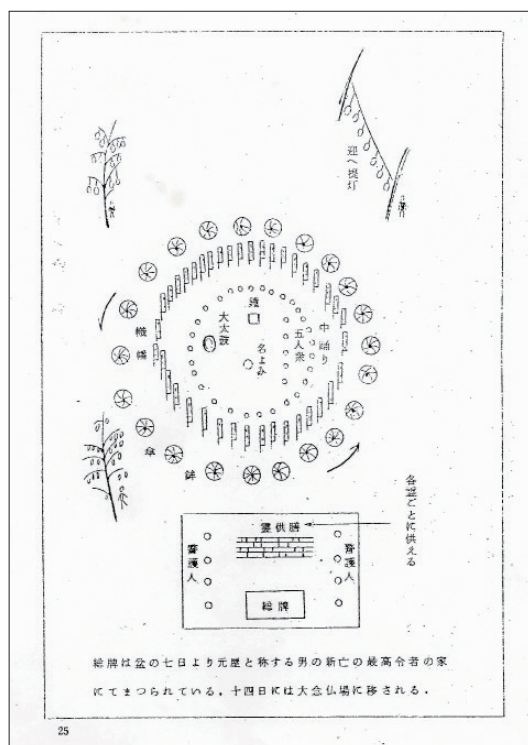 迎へ提灯
鐘
大太鼓
名よみ
五人衆
中踊り
幟幡
傘
鉾
各霊ごとに供える
霊供膳
警護人
警護人
総牌
総牌は盆の七日より元屋と称する男の新亡の最高令者の家
にてまつられている。十四日には大念仏場に移される。
25